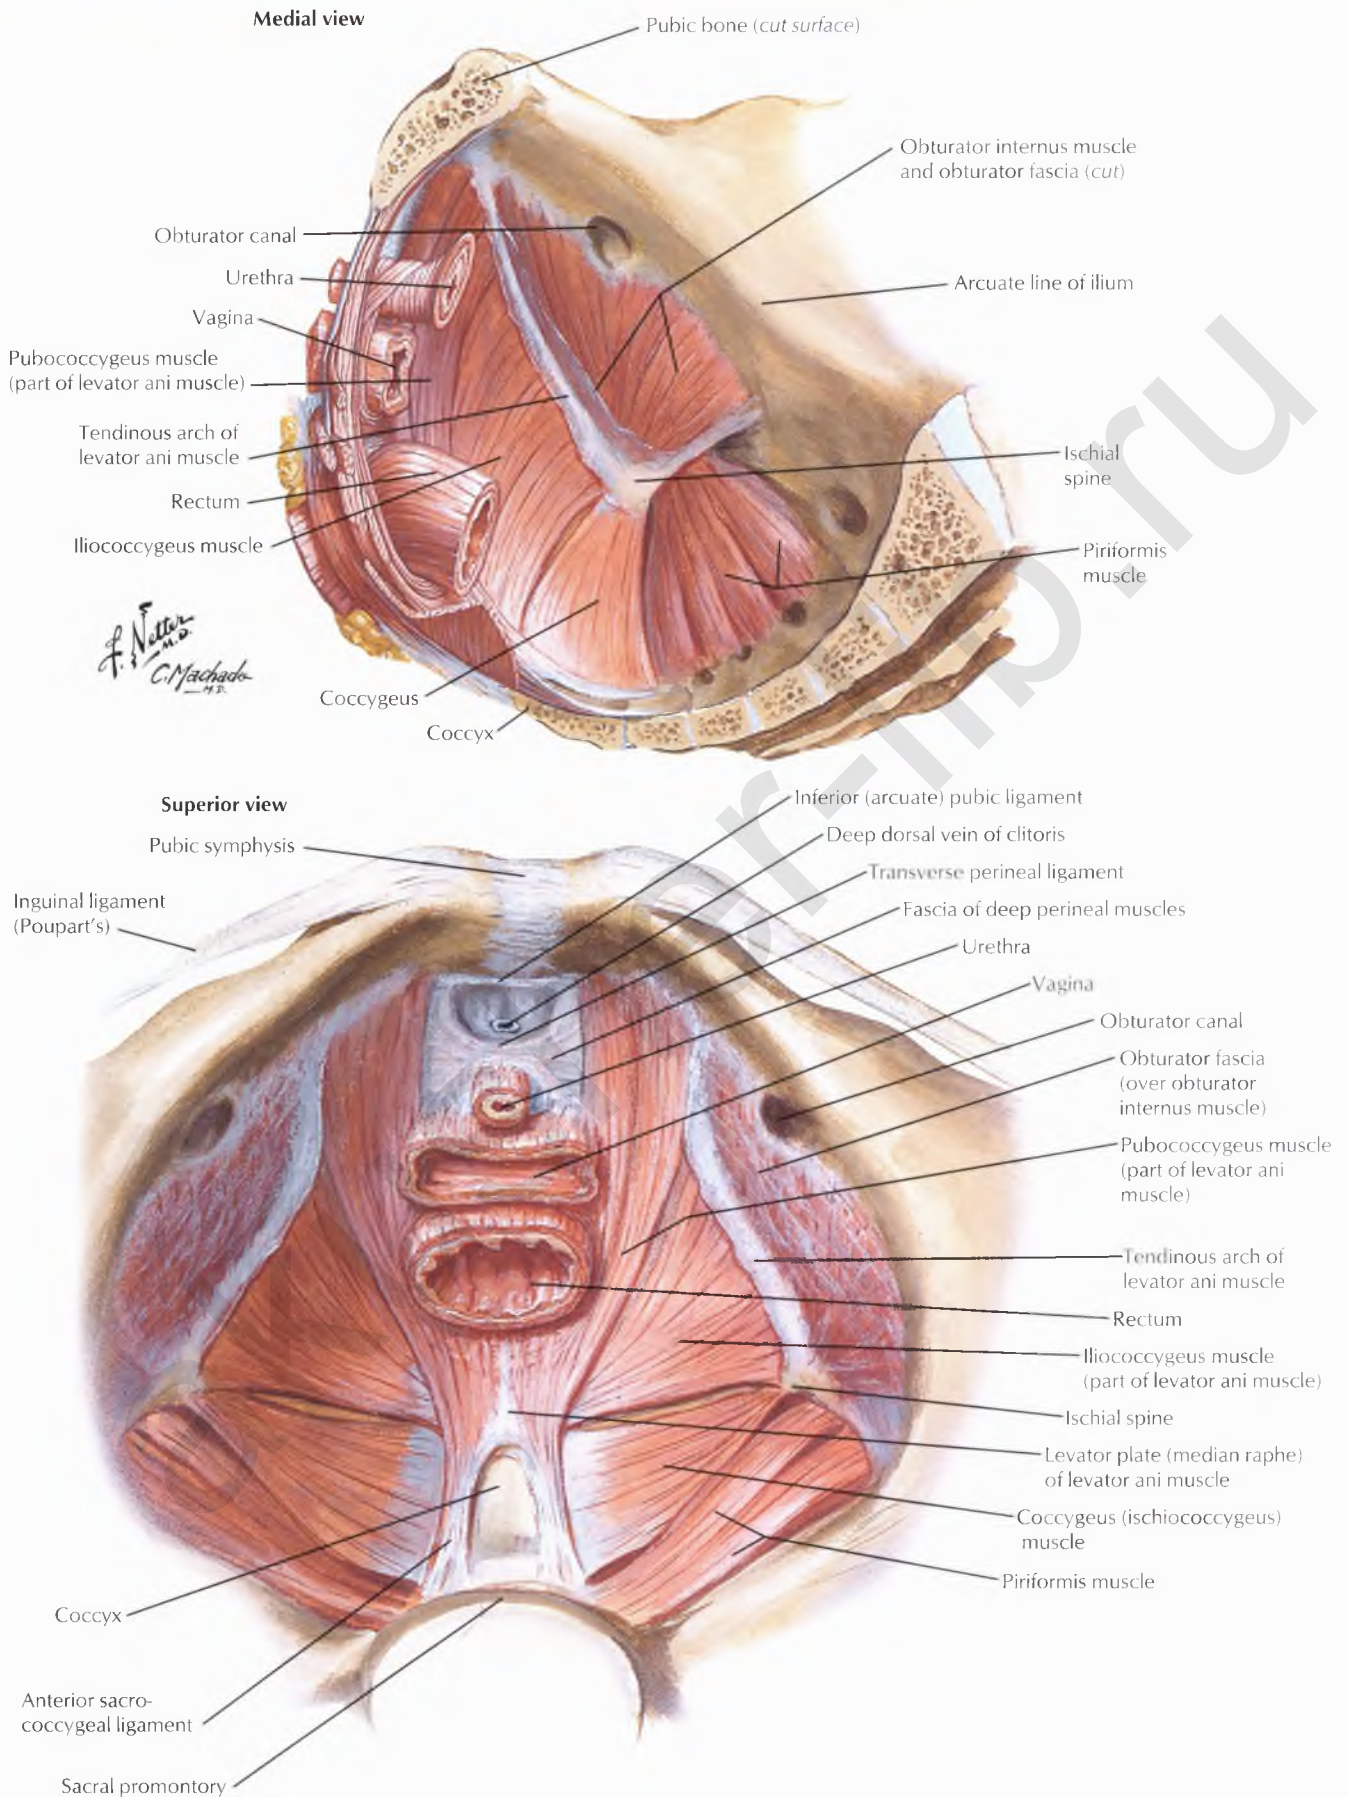 Medial view
Pubic bone (cut surface)
Obturator internus muscle
and obturator fascia (cut)
Obturator canal
Urethra
Arcuate line of ilium
Vagina
Pubococcygeus muscle
(part of levator ani muscle)
Tendinous arch of
levator ani muscle
Ischial
spine
Rectum
Iliococcygeus muscle
Piriformis
muscle
F. Netter
M.D.
C. Machado
M.D.
Coccygeus
Coccyx
Superior view
Inferior (arcuate) pubic ligament
Deep dorsal vein of clitoris
Pubic symphysis
Transverse perineal ligament
Inguinal ligament
(Poupart's)
Fascia of deep perineal muscles
Urethra
Vagina
Obturator canal
Obturator fascia
(over obturator
internus muscle)
Pubococcygeus muscle
(part of levator ani
muscle)
Tendinous arch of
levator ani muscle
Rectum
Iliococcygeus muscle
(part of levator ani muscle)
Ischial spine
Levator plate (median raphe)
of levator ani muscle
Coccygeus (ischiococcygeus)
muscle
Piriformis muscle
Coccyx
Anterior sacro-
coccygeal ligament
Sacral promontory